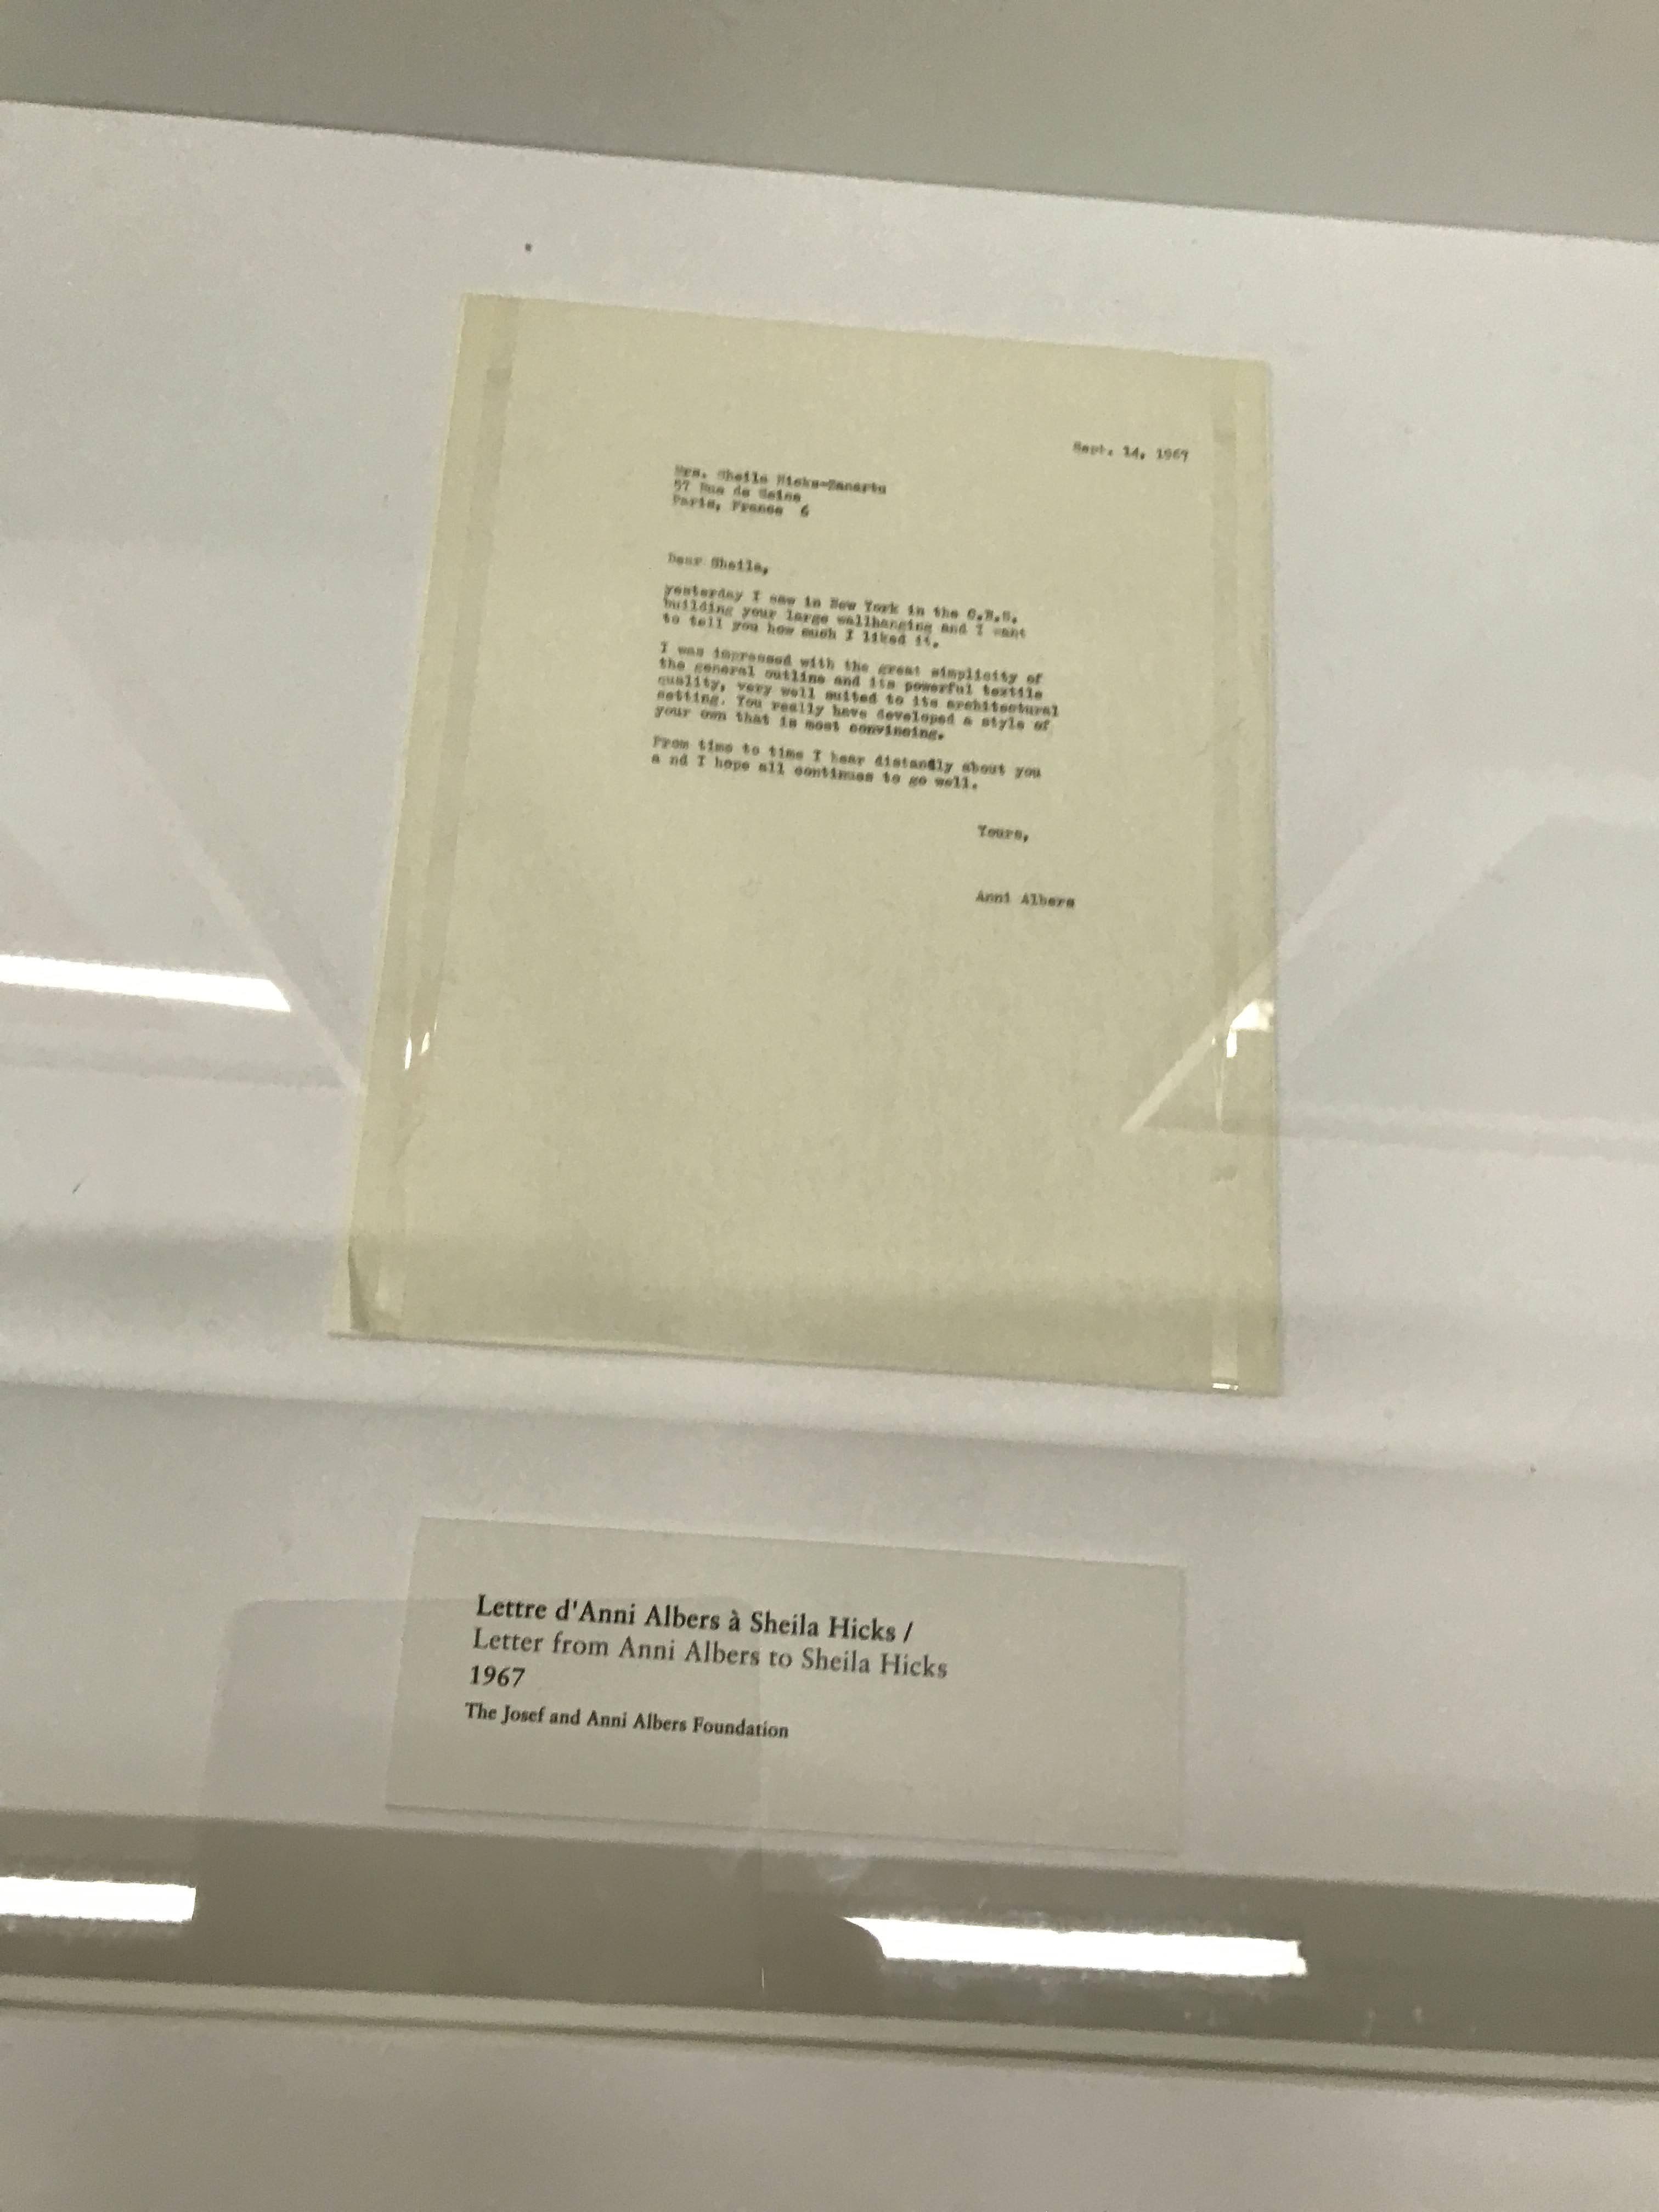 Sept. 14, 1967
Mrs. Sheila Hicks-Zanartu
57 Rue de Seine
Paris, France 6
Dear Sheila,
yesterday I saw in New York in the C.B.S.
building your large wallhanging and I want
to tell you how much I liked it.
I was impressed with the great simplicity of
the general outline and its powerful textile
quality, very well suited to its architectural
setting. You really have developed a style of
your own that is most convincing.
From time to time I hear distandly about you
a nd I hope all continues to go well.
Yours,
Anni Albers
Lettre d'Anni Albers à Sheila Hicks /
Letter from Anni Albers to Sheila Hicks
1967
The Josef and Anni Albers Foundation